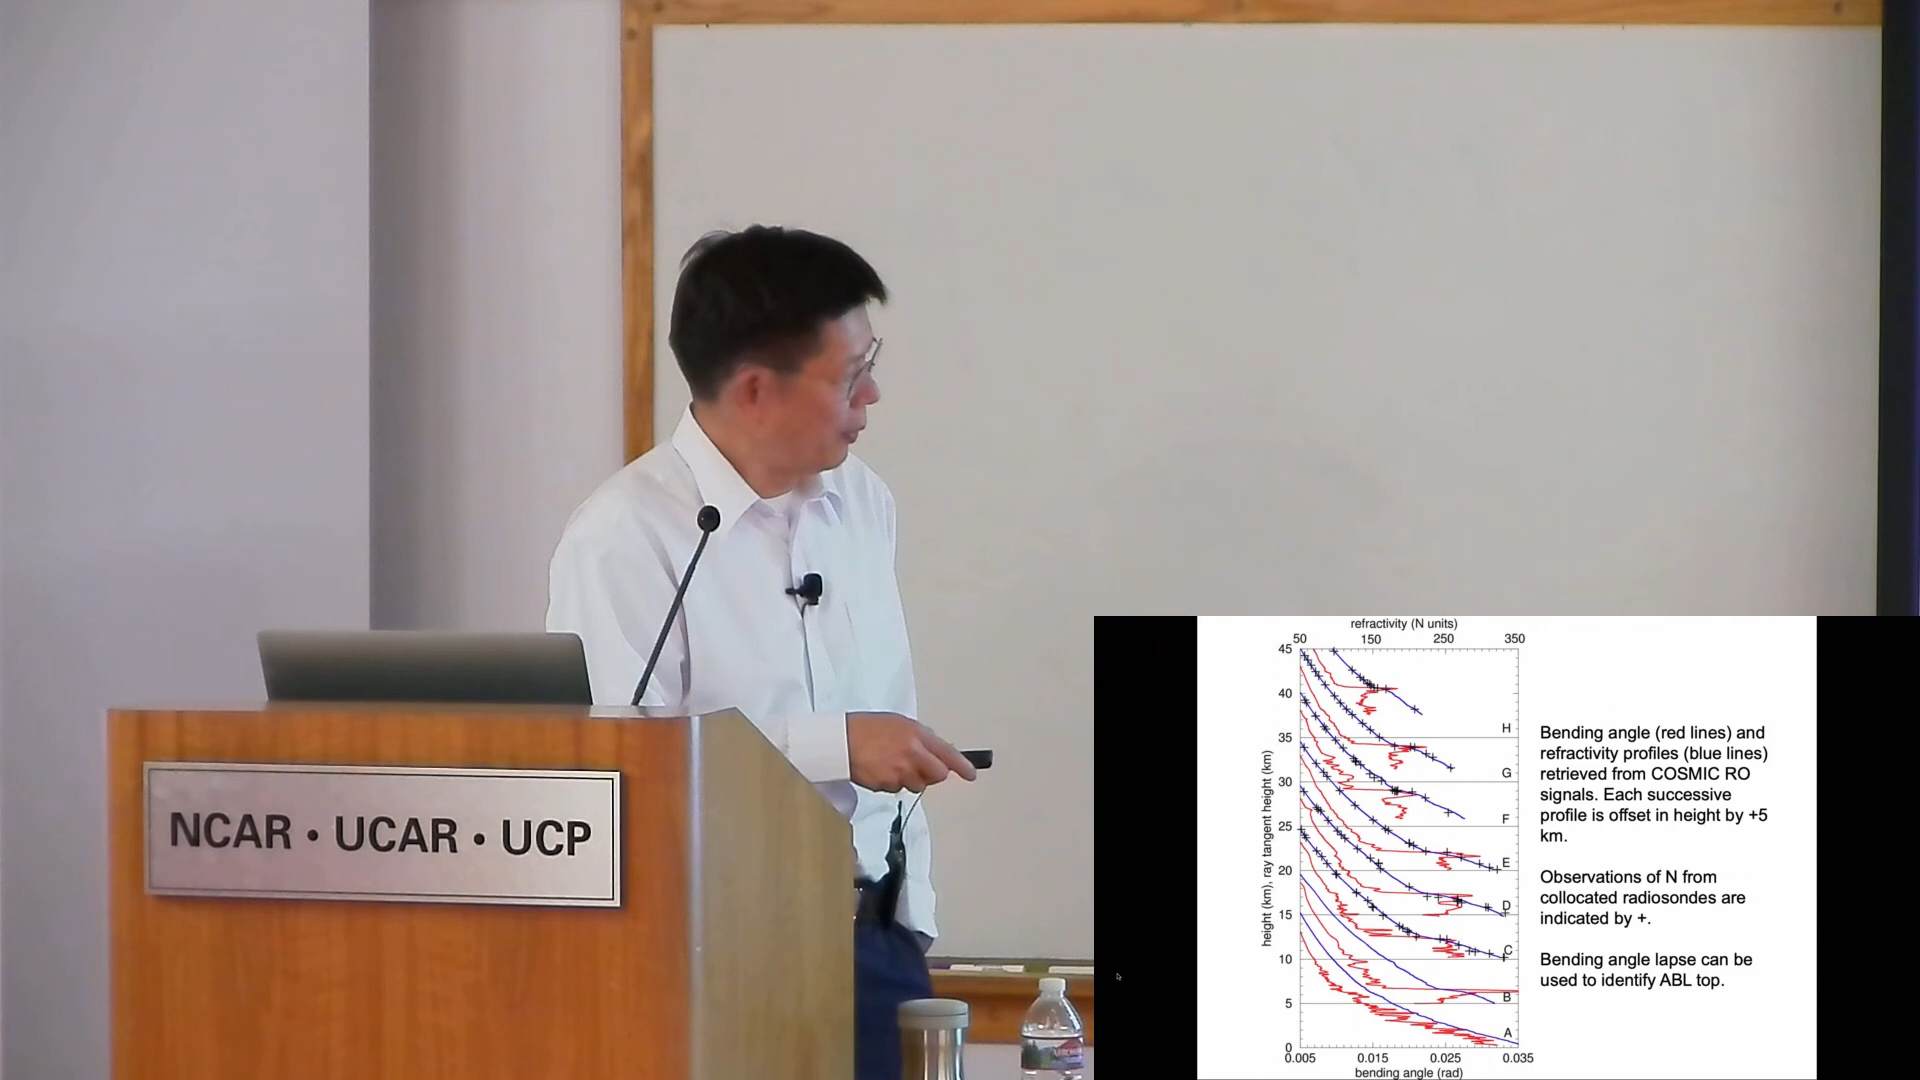 NCAR • UCAR • UCP
refractivity (N units)
50 150 250 350
45
40
35
30
25
20
15
10
5
0
height (km), ray tangent height (km)
H
G
F
E
D
C
B
A
0.005 0.015 0.025 0.035
bending angle (rad)
Bending angle (red lines) and
refractivity profiles (blue lines)
retrieved from COSMIC RO
signals. Each successive
profile is offset in height by +5
km.
Observations of N from
collocated radiosondes are
indicated by +.
Bending angle lapse can be
used to identify ABL top.